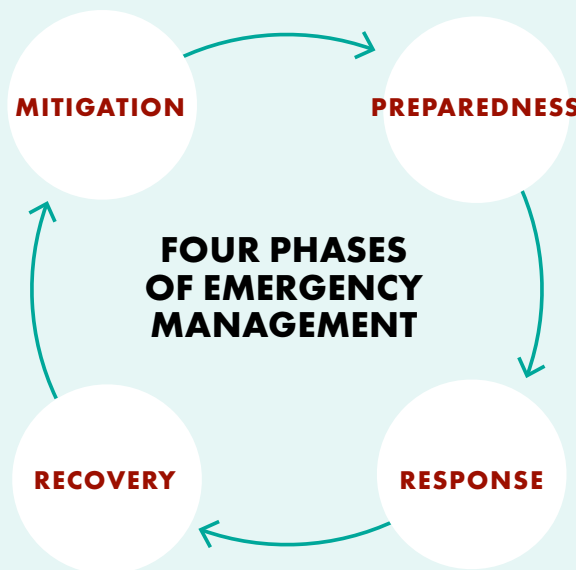 MITIGATION
PREPAREDNESS
FOUR PHASES
OF EMERGENCY
MANAGEMENT
RECOVERY
RESPONSE